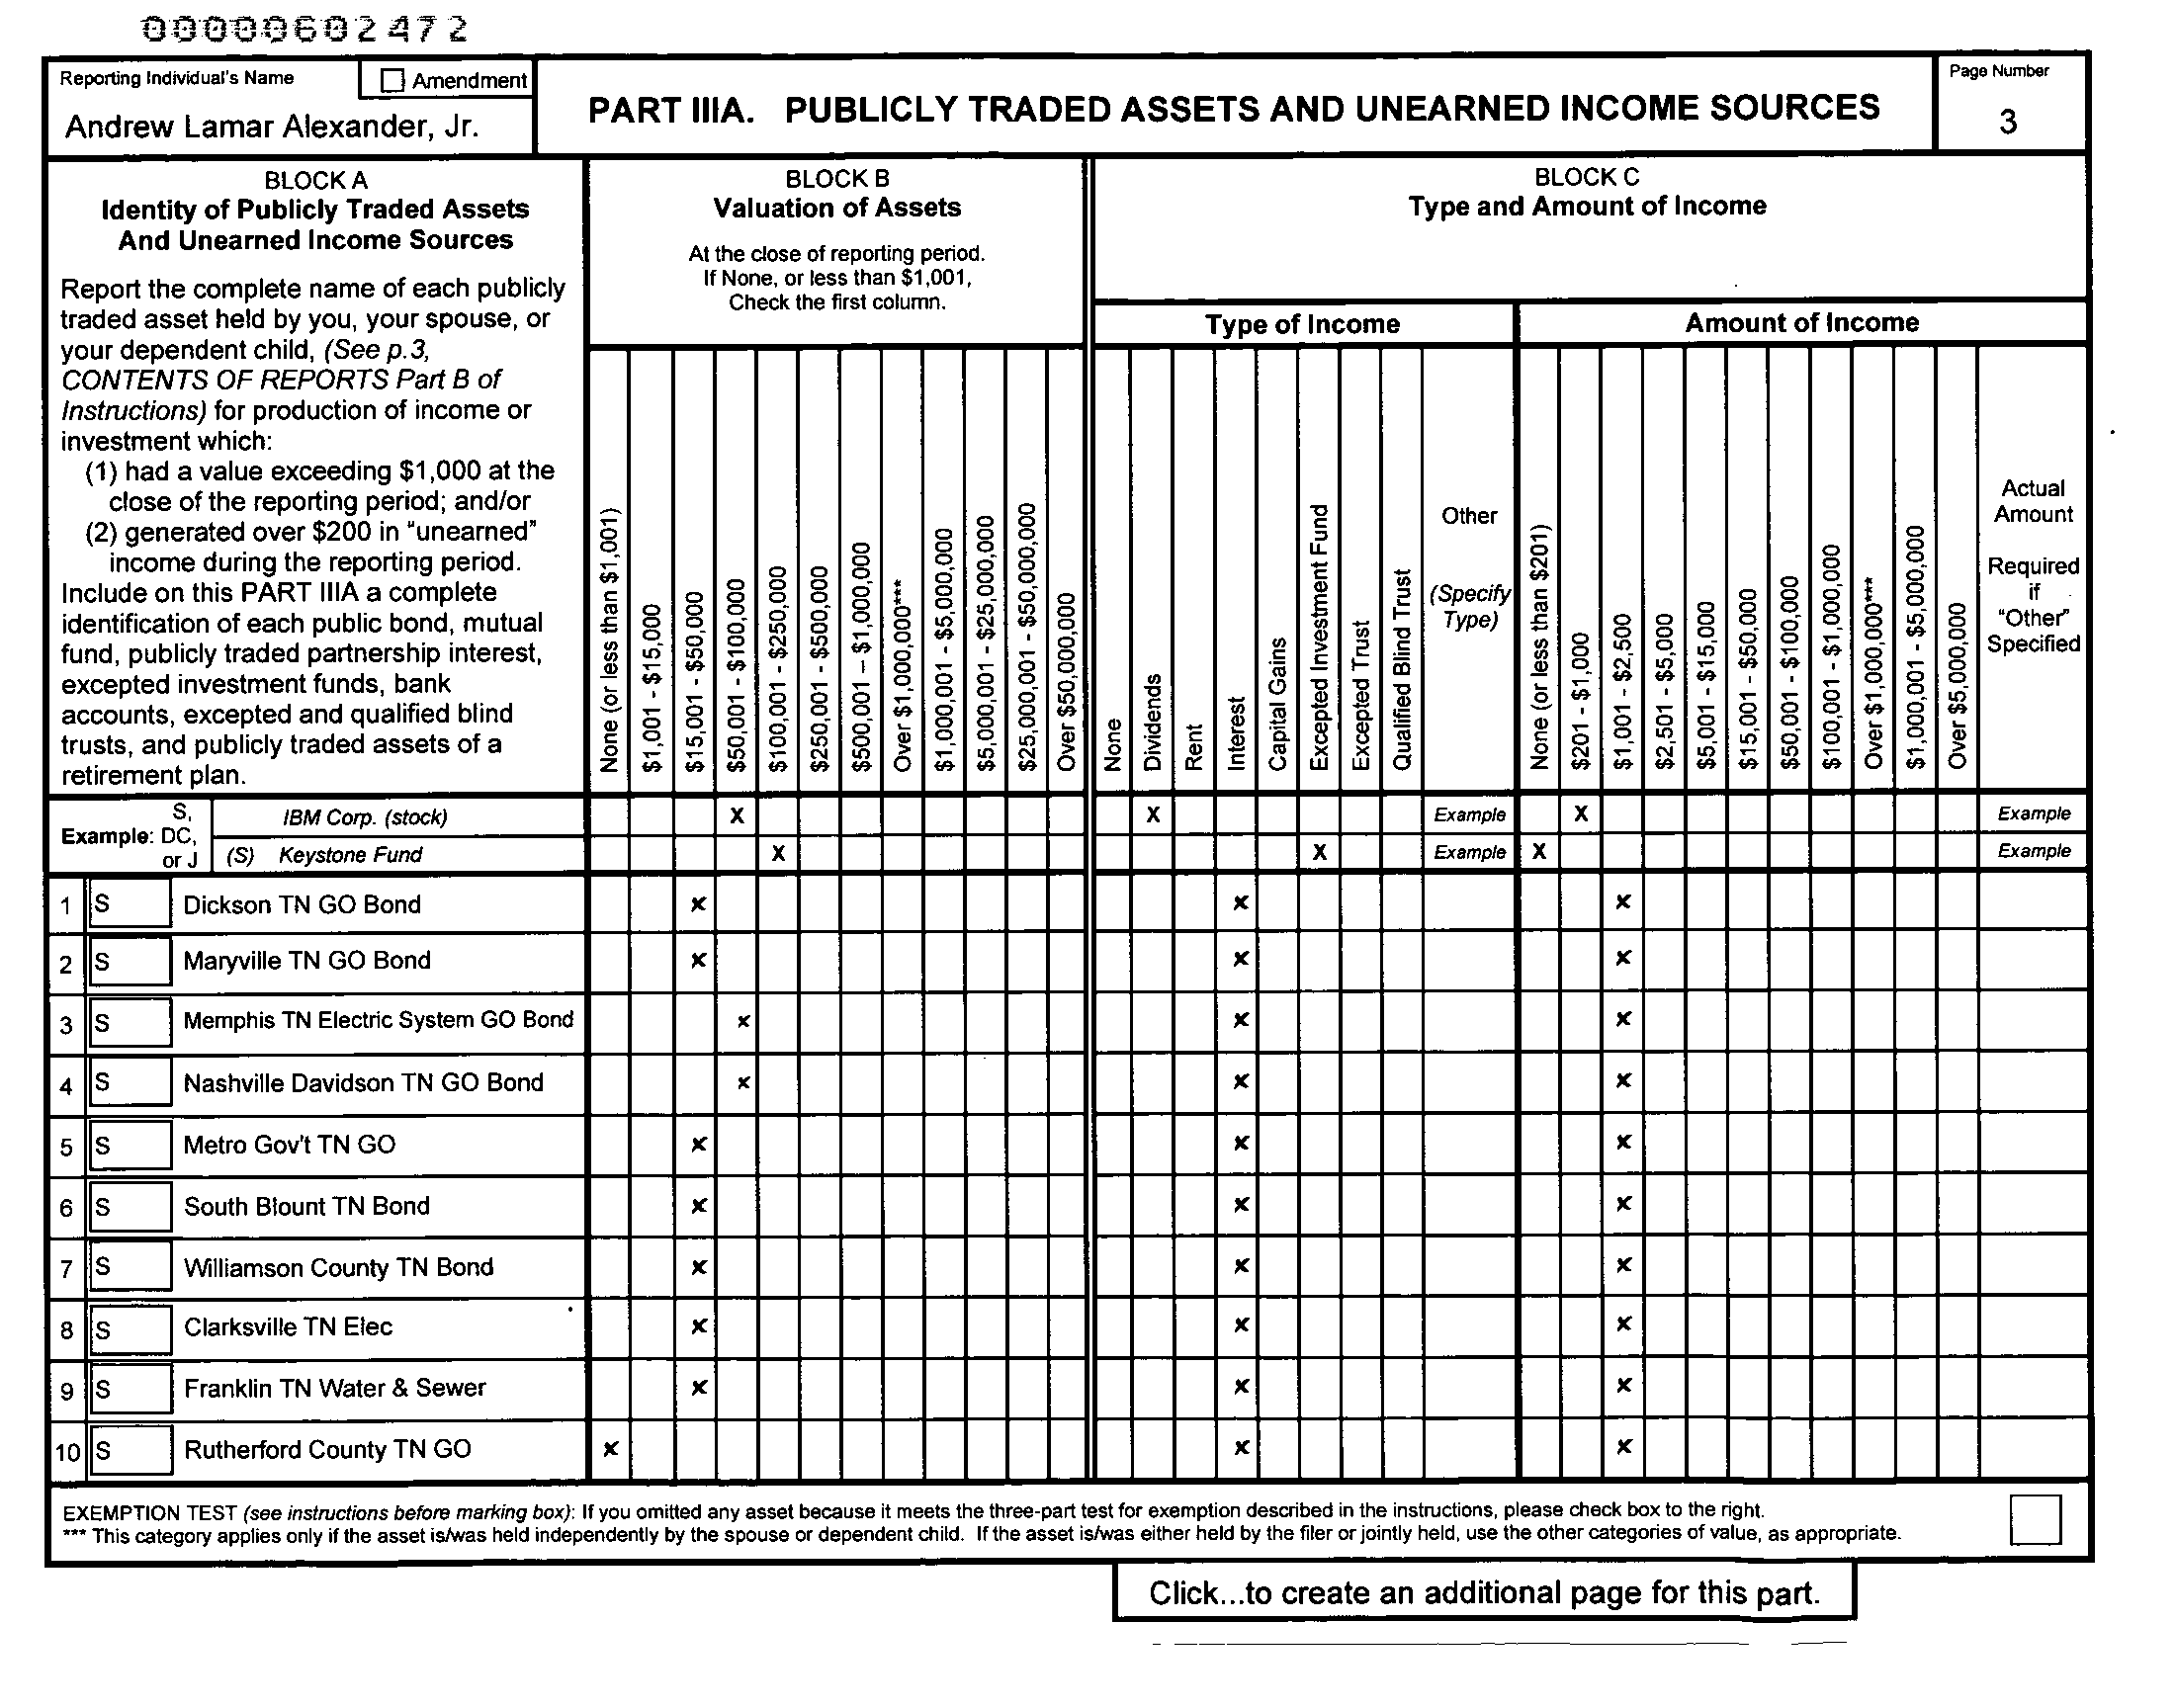 00000602472
Reporting Individual's Name
☐ Amendment
Andrew Lamar Alexander, Jr.
PART IIIA. PUBLICLY TRADED ASSETS AND UNEARNED INCOME SOURCES
Page Number
3
BLOCK A
Identity of Publicly Traded Assets
And Unearned Income Sources
Report the complete name of each publicly
traded asset held by you, your spouse, or
your dependent child, (See p.3,
CONTENTS OF REPORTS Part B of
Instructions) for production of income or
investment which:
(1) had a value exceeding $1,000 at the
close of the reporting period; and/or
(2) generated over $200 in "unearned"
income during the reporting period.
Include on this PART IIIA a complete
identification of each public bond, mutual
fund, publicly traded partnership interest,
excepted investment funds, bank
accounts, excepted and qualified blind
trusts, and publicly traded assets of a
retirement plan.
BLOCK B
Valuation of Assets
At the close of reporting period.
If None, or less than $1,001,
Check the first column.
None (or less than $1,001)
$1,001 - $15,000
$15,001 - $50,000
$50,001 - $100,000
$100,001 - $250,000
$250,001 - $500,000
$500,001 – $1,000,000
Over $1,000,000***
$1,000,001 - $5,000,000
$5,000,001 - $25,000,000
$25,000,001 - $50,000,000
Over $50,000,000
BLOCK C
Type and Amount of Income
Type of Income
None
Dividends
Rent
Interest
Capital Gains
Excepted Investment Fund
Excepted Trust
Qualified Blind Trust
Other
(Specify
Type)
Amount of Income
None (or less than $201)
$201 - $1,000
$1,001 - $2,500
$2,501 - $5,000
$5,001 - $15,000
$15,001 - $50,000
$50,001 - $100,000
$100,001 - $1,000,000
Over $1,000,000***
$1,000,001 - $5,000,000
Over $5,000,000
Actual
Amount
Required
if
"Other"
Specified
Example: S,
DC,
or J
IBM Corp. (stock) X X Example X Example
(S) Keystone Fund X X Example X Example
1 S Dickson TN GO Bond x x x
2 S Maryville TN GO Bond x x x
3 S Memphis TN Electric System GO Bond x x x
4 S Nashville Davidson TN GO Bond x x x
5 S Metro Gov't TN GO x x x
6 S South Blount TN Bond x x x
7 S Williamson County TN Bond x x x
8 S Clarksville TN Elec x x x
9 S Franklin TN Water & Sewer x x x
10 S Rutherford County TN GO x x x
EXEMPTION TEST (see instructions before marking box): If you omitted any asset because it meets the three-part test for exemption described in the instructions, please check box to the right.
*** This category applies only if the asset is/was held independently by the spouse or dependent child. If the asset is/was either held by the filer or jointly held, use the other categories of value, as appropriate.
Click...to create an additional page for this part.